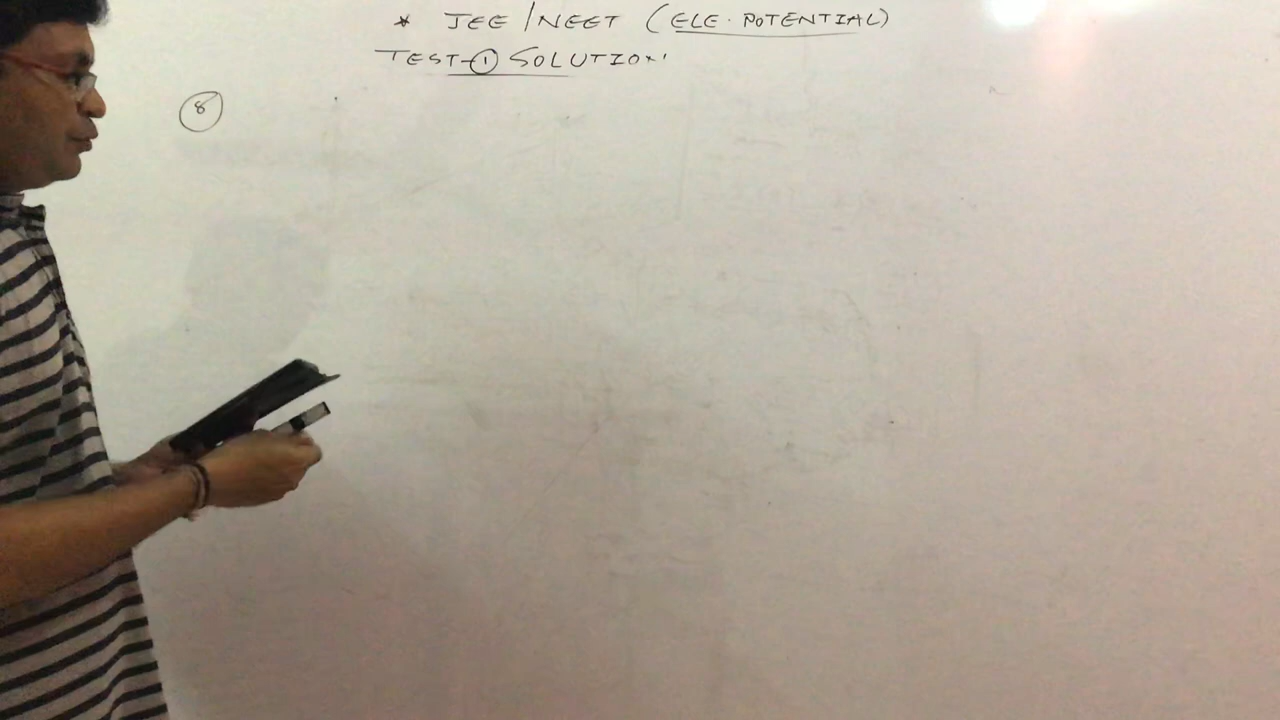 * JEE/NEET (ELE. POTENTIAL)
TEST-① SOLUTION
⑧